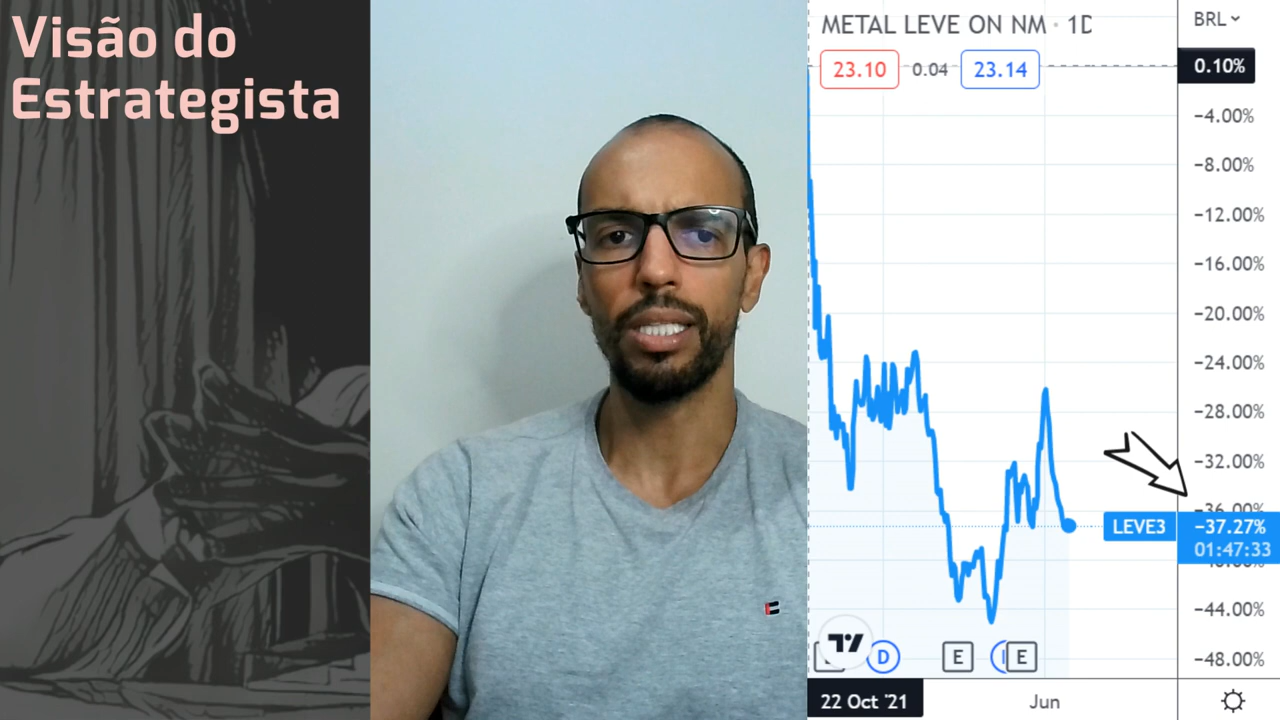 Visão do
Estrategista
METAL LEVE ON NM · 1D
BRL
23.10
0.04
23.14
0.10%
−4.00%
−8.00%
−12.00%
−16.00%
−20.00%
−24.00%
−28.00%
−32.00%
−36.00%
LEVE3
−37.27%
01:47:33
−44.00%
−48.00%
D
E
E
22 Oct '21
Jun